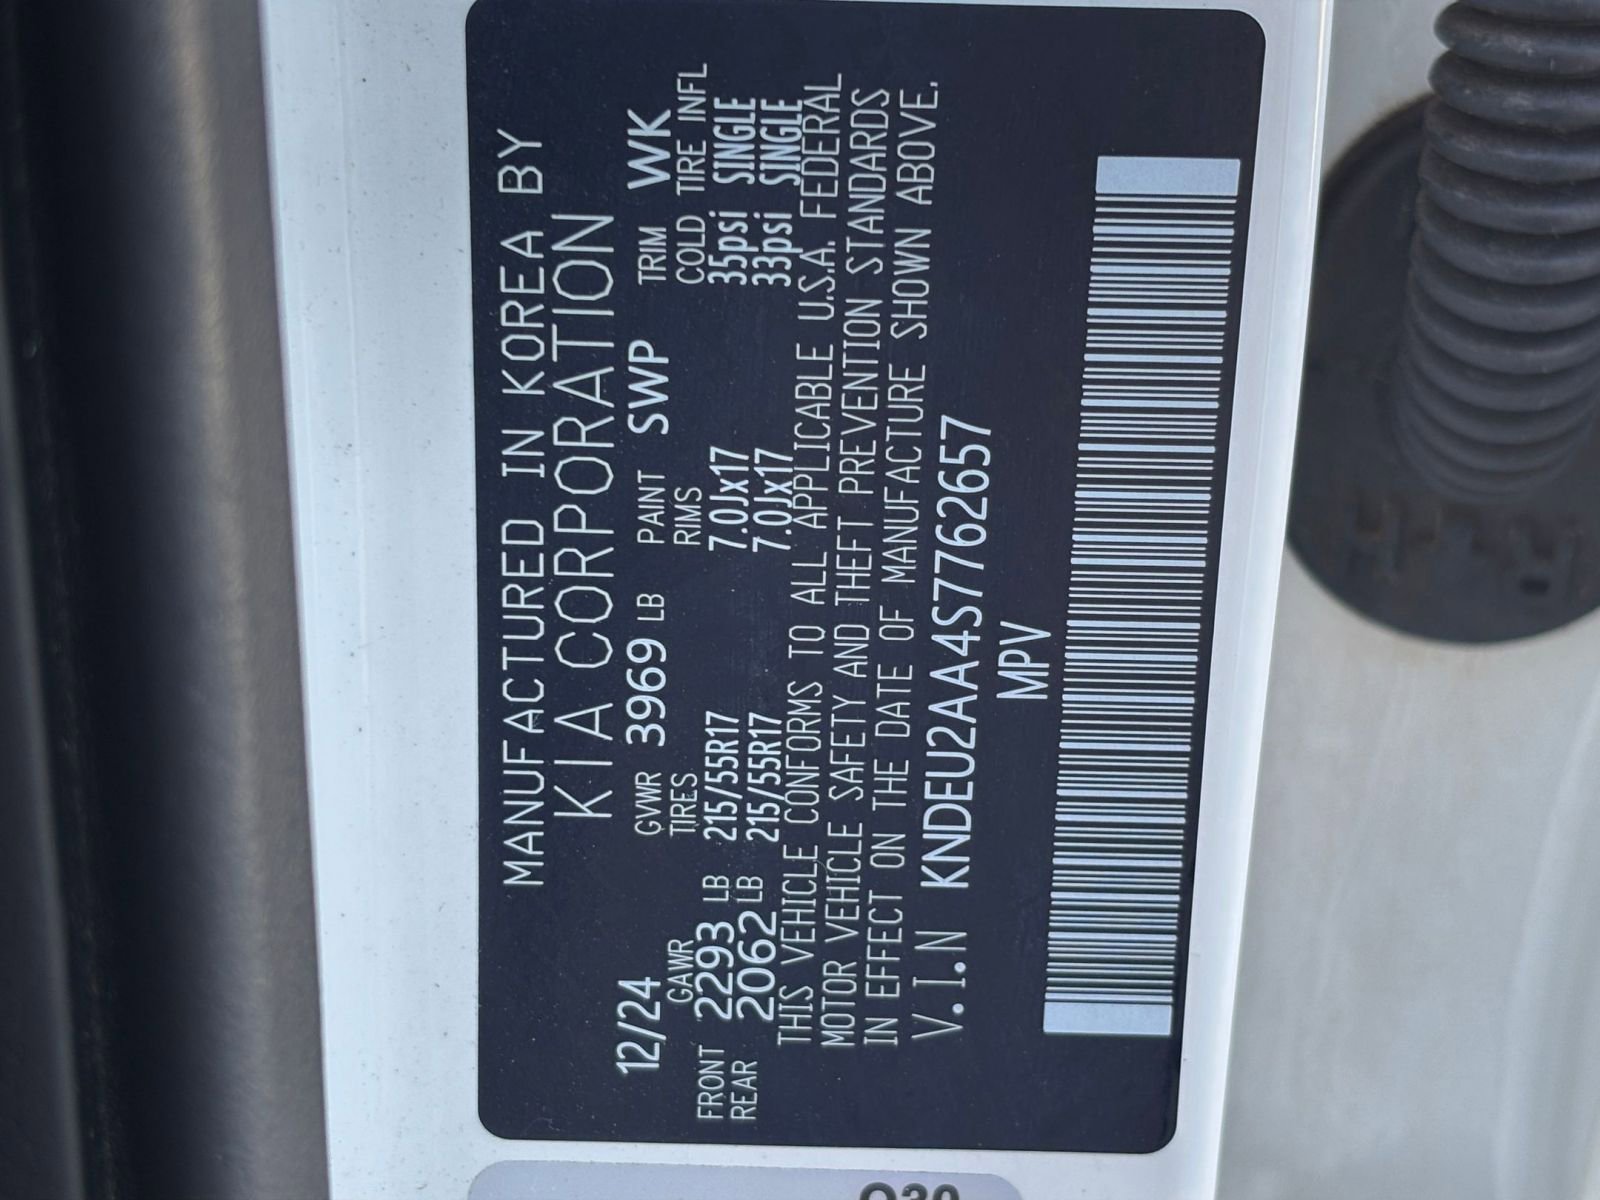 MANUFACTURED IN KOREA BY
KIA CORPORATION
12/24 GVWR 3969 LB PAINT SWP TRIM WK
GAWR TIRES RIMS COLD TIRE INFL
FRONT 2293 LB 215/55R17 7.0Jx17 35psi SINGLE
REAR 2062 LB 215/55R17 7.0Jx17 33psi SINGLE
THIS VEHICLE CONFORMS TO ALL APPLICABLE U.S.A. FEDERAL
MOTOR VEHICLE SAFETY AND THEFT PREVENTION STANDARDS
IN EFFECT ON THE DATE OF MANUFACTURE SHOWN ABOVE.
V.I.N KNDEU2AA4S7762657
MPV